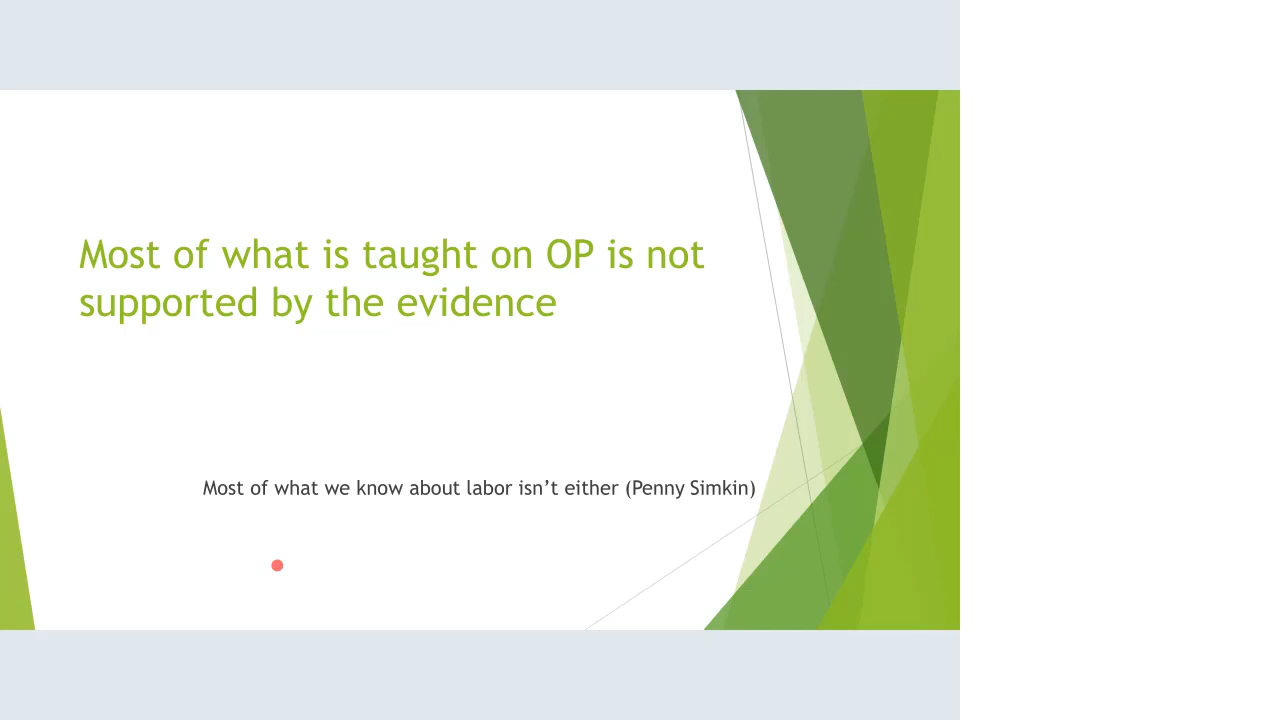 Most of what is taught on OP is not
supported by the evidence
Most of what we know about labor isn’t either (Penny Simkin)